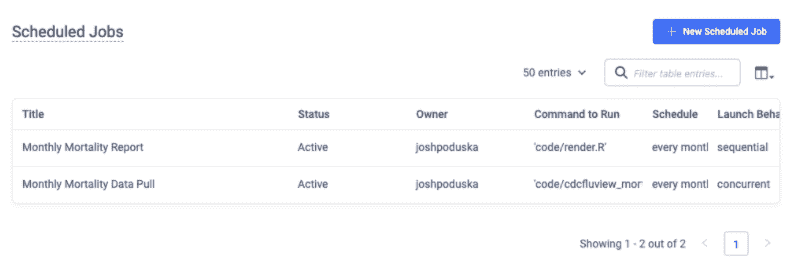 Scheduled Jobs
+ New Scheduled Job
50 entries
Filter table entries...
Title Status Owner Command to Run Schedule Launch Beha
Monthly Mortality Report Active joshpoduska 'code/render.R' every montl sequential
Monthly Mortality Data Pull Active joshpoduska 'code/cdcfluview_mor every montl concurrent
Showing 1 - 2 out of 2 < 1 >